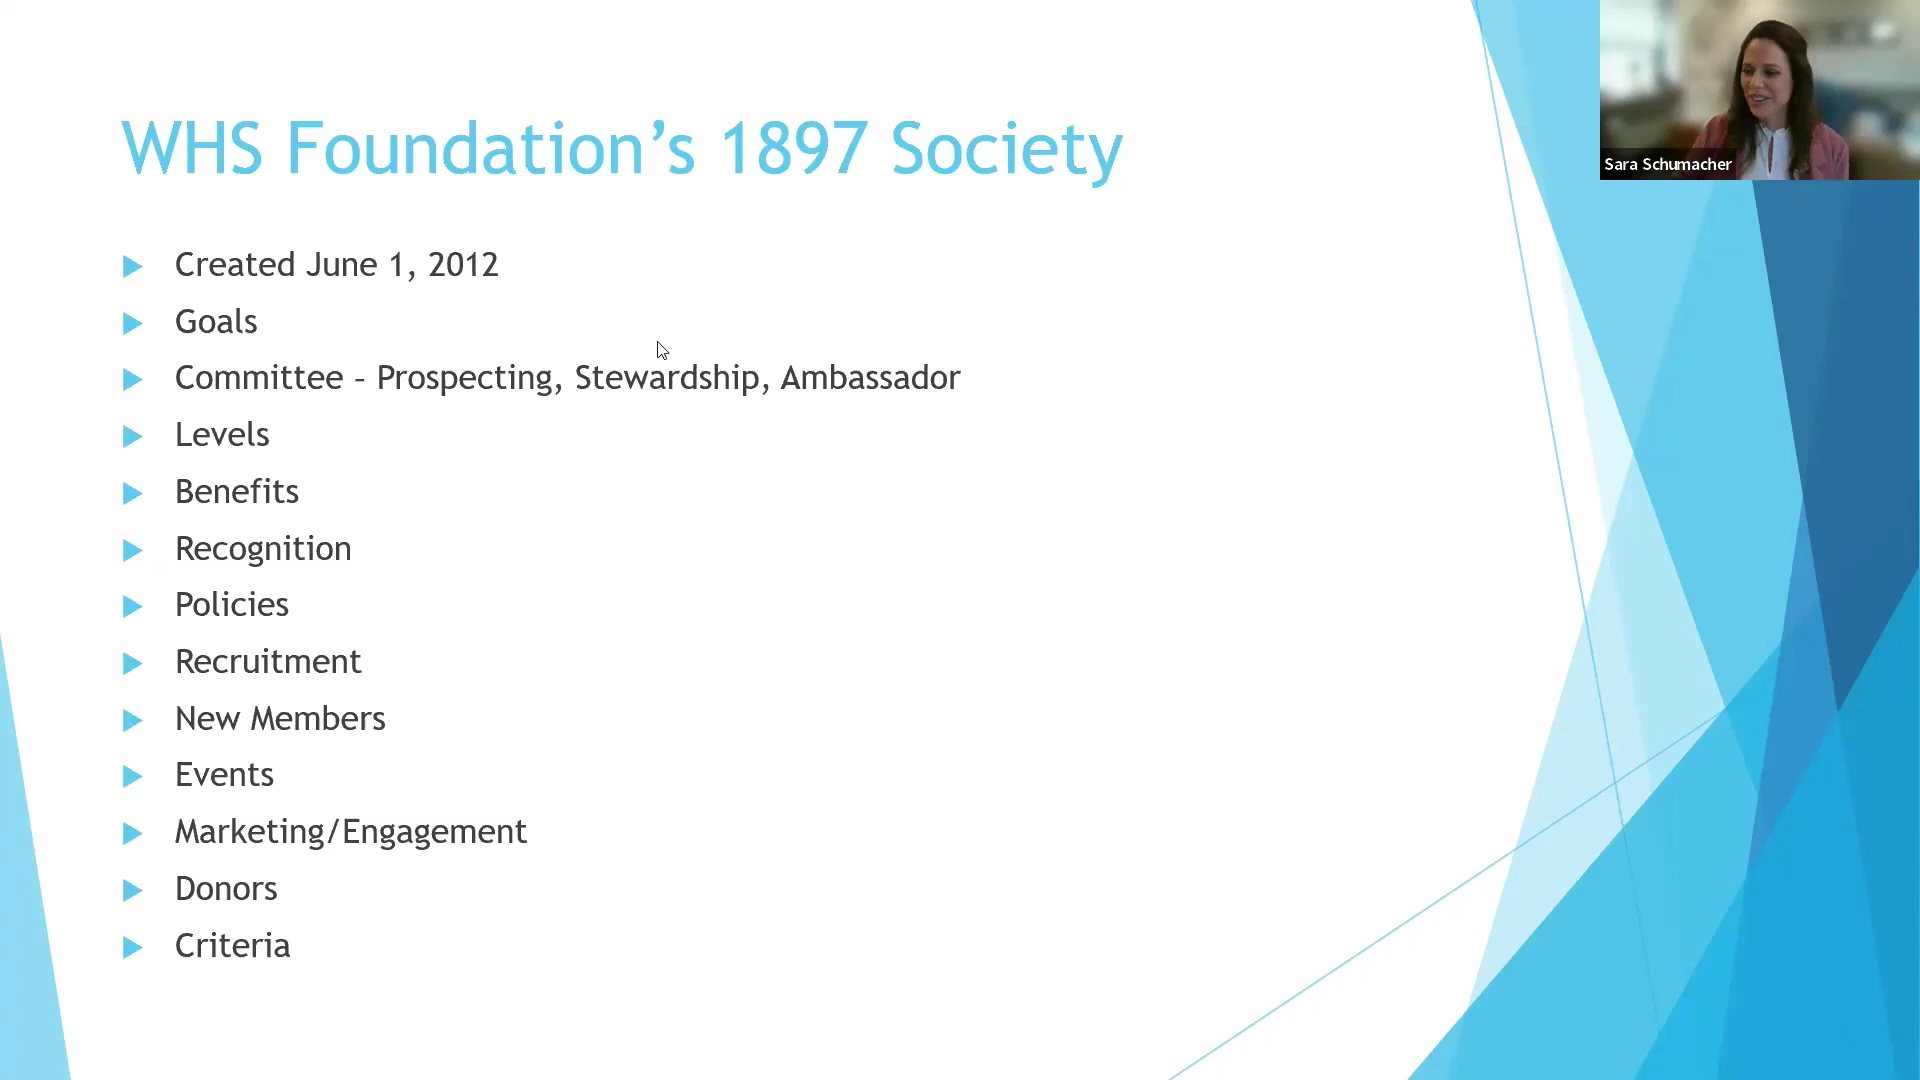 WHS Foundation’s 1897 Society
Created June 1, 2012
Goals
Committee – Prospecting, Stewardship, Ambassador
Levels
Benefits
Recognition
Policies
Recruitment
New Members
Events
Marketing/Engagement
Donors
Criteria
Sara Schumacher